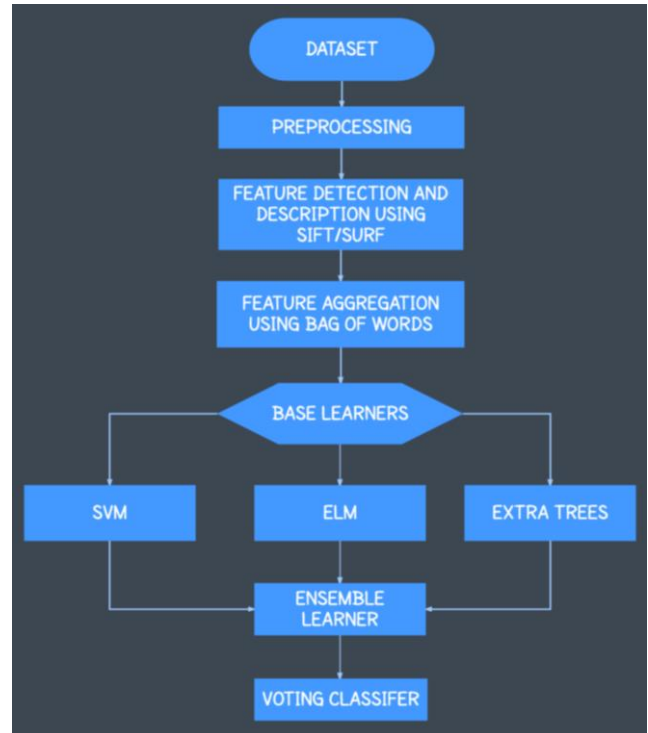 DATASET
PREPROCESSING
FEATURE DETECTION AND
DESCRIPTION USING
SIFT/SURF
FEATURE AGGREGATION
USING BAG OF WORDS
BASE LEARNERS
SVM
ELM
EXTRA TREES
ENSEMBLE
LEARNER
VOTING CLASSIFER